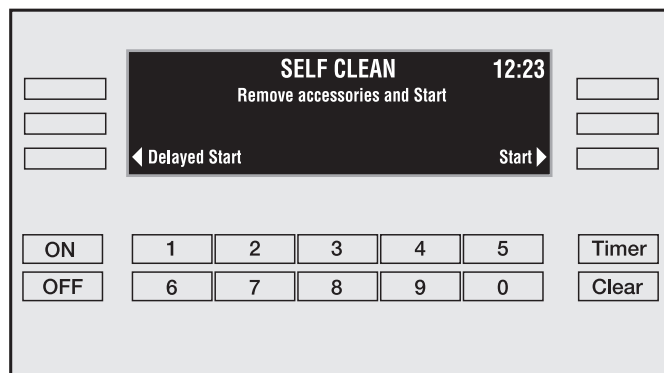 SELF CLEAN 12:23
Remove accessories and Start
Delayed Start Start
ON 1 2 3 4 5 Timer
OFF 6 7 8 9 0 Clear